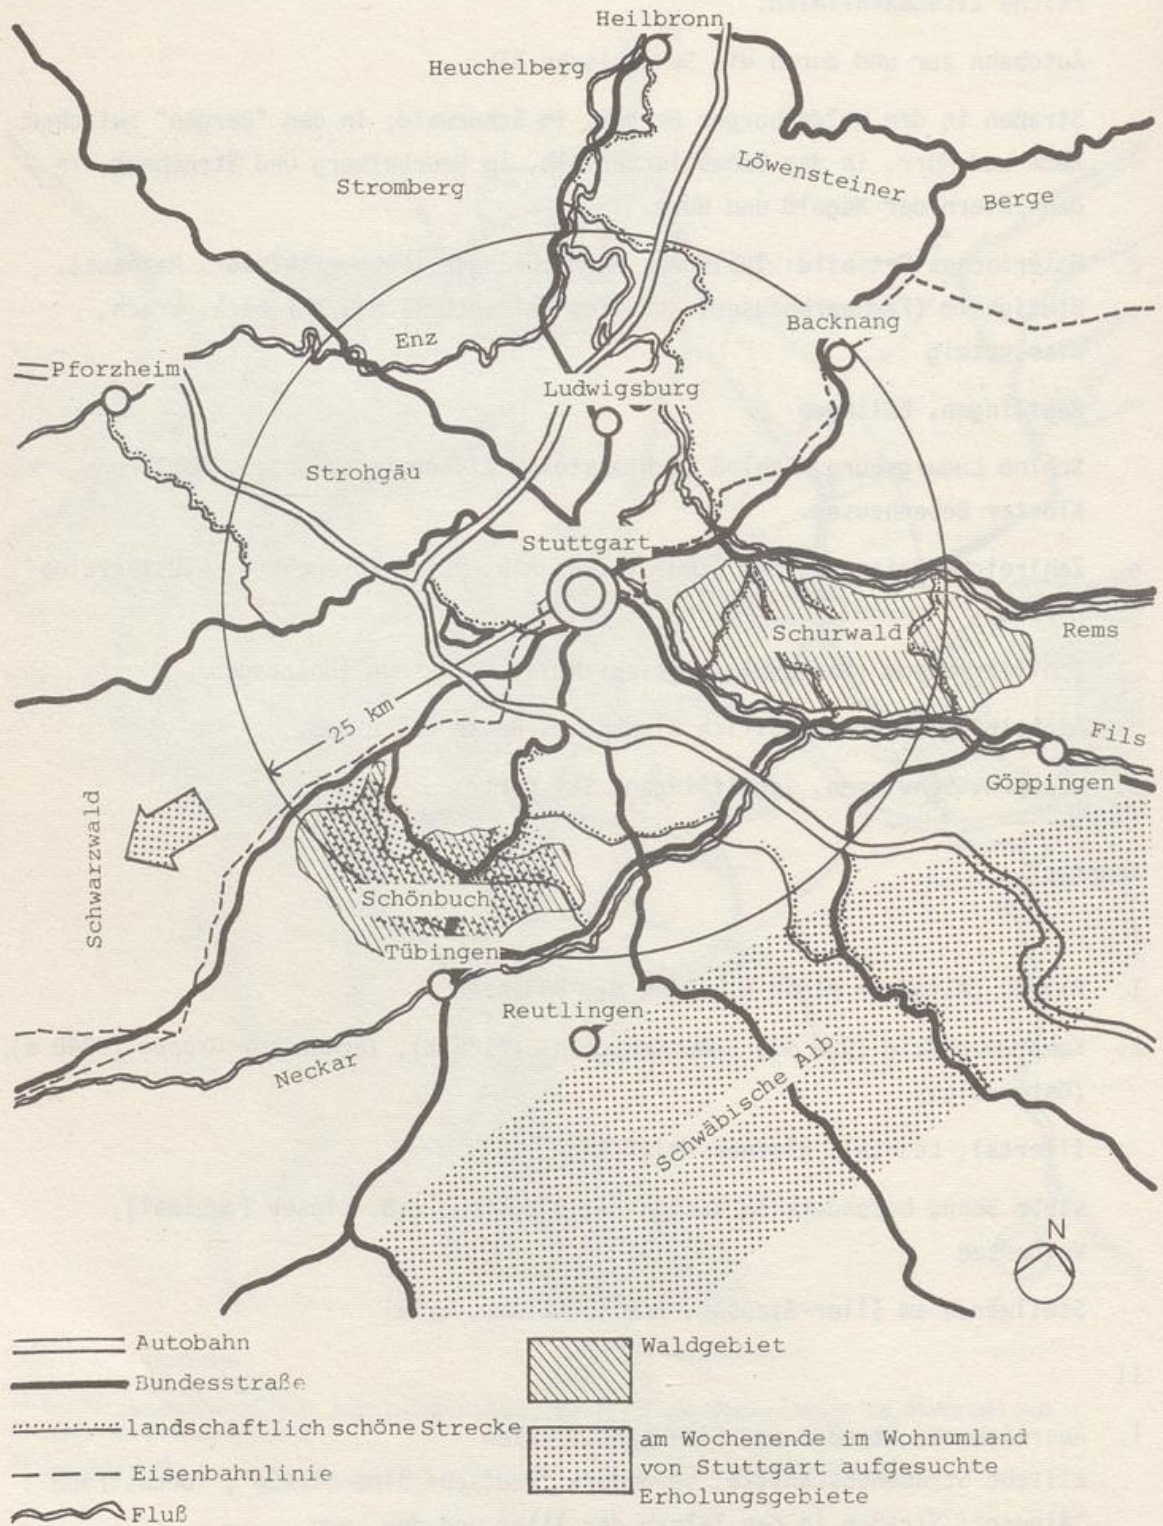 Heilbronn
Heuchelberg
Stromberg
Löwensteiner
Berge
Enz
Backnang
Pforzheim
Ludwigsburg
Strohgäu
Stuttgart
Schurwald
Rems
25 km
Fils
Göppingen
Schwarzwald
Schönbuch
Tübingen
Reutlingen
Neckar
Schwäbische Alb
N
Autobahn
Bundesstraße
landschaftlich schöne Strecke
Eisenbahnlinie
Fluß
Waldgebiet
am Wochenende im Wohnumland
von Stuttgart aufgesuchte
Erholungsgebiete